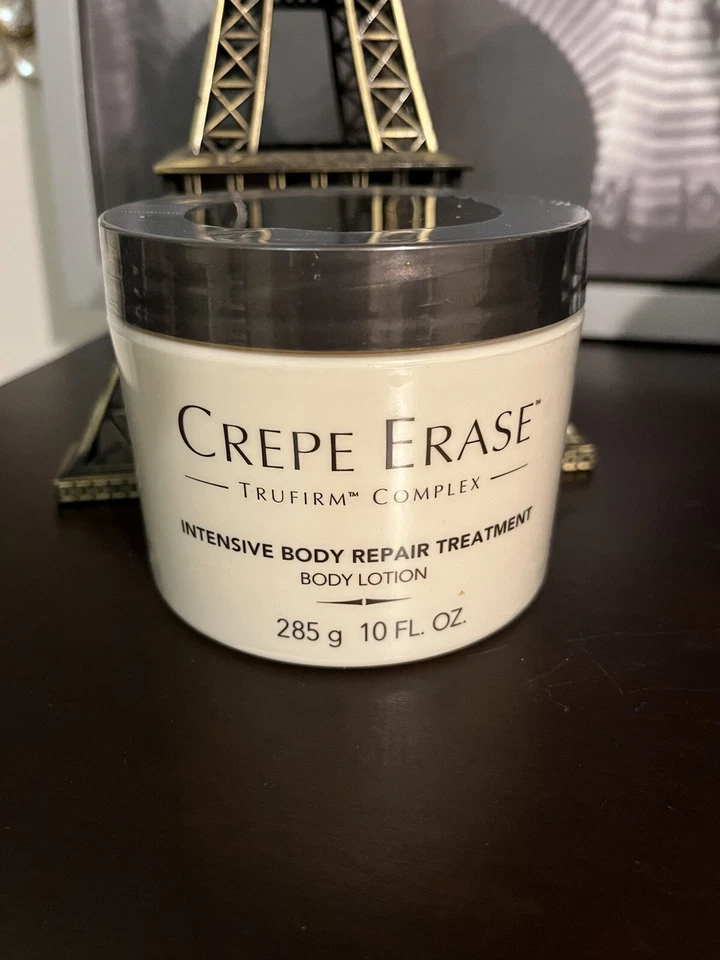 CREPE ERASE™
TRUFIRM™ COMPLEX
INTENSIVE BODY REPAIR TREATMENT
BODY LOTION
285 g 10 FL. OZ.